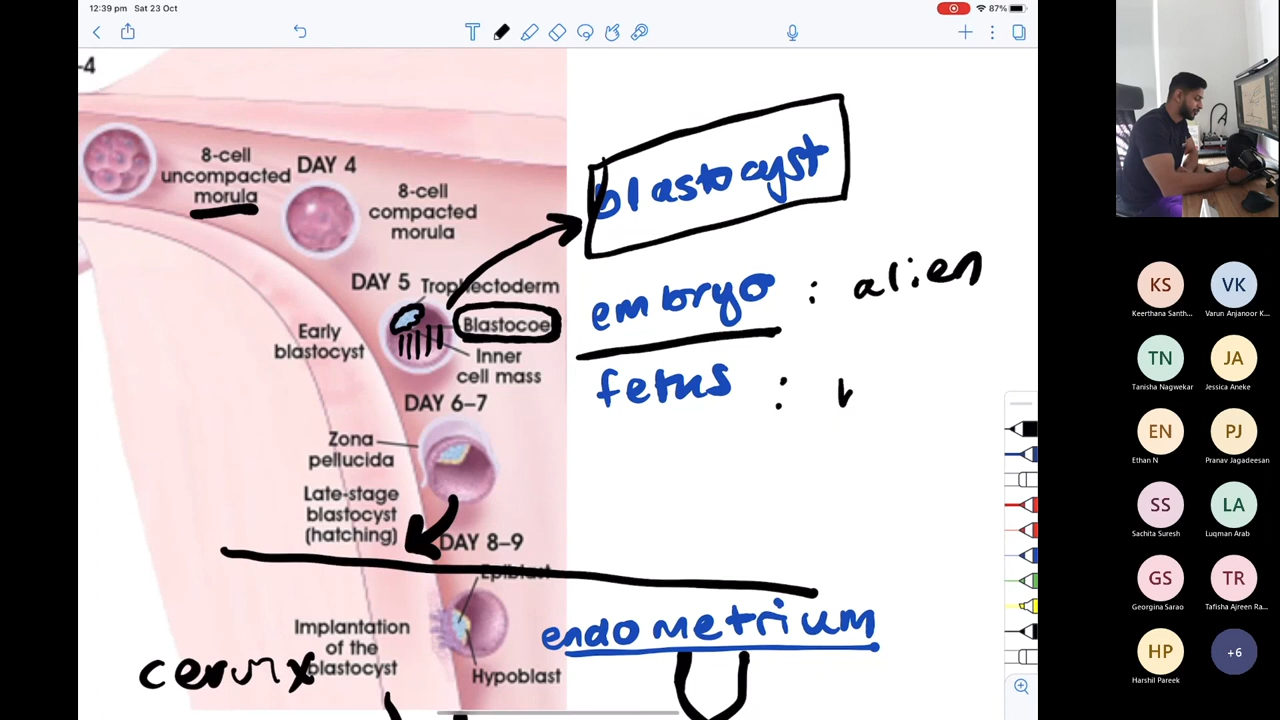 12:39 pm Sat 23 Oct
87%
-4
8-cell
uncompacted
morula
DAY 4
8-cell
compacted
morula
blastocyst
DAY 5
Trophectoderm
embryo : alien
Early
blastocyst
Blastocoe
Inner
cell mass
fetus :
DAY 6–7
Zona
pellucida
Late-stage
blastocyst
(hatching)
DAY 8–9
Epiblast
Implantation
of the
blastocyst
endometrium
cervix
Hypoblast
KS
Keerthana Santh...
VK
Varun Anjanoor K...
TN
Tanisha Nagwekar
JA
Jessica Aneke
EN
Ethan N
PJ
Pranav Jagadeesan
SS
Sachita Suresh
LA
Luqman Arab
GS
Georgina Sarao
TR
Tafisha Ajreen Ra...
HP
Harshil Pareek
+6